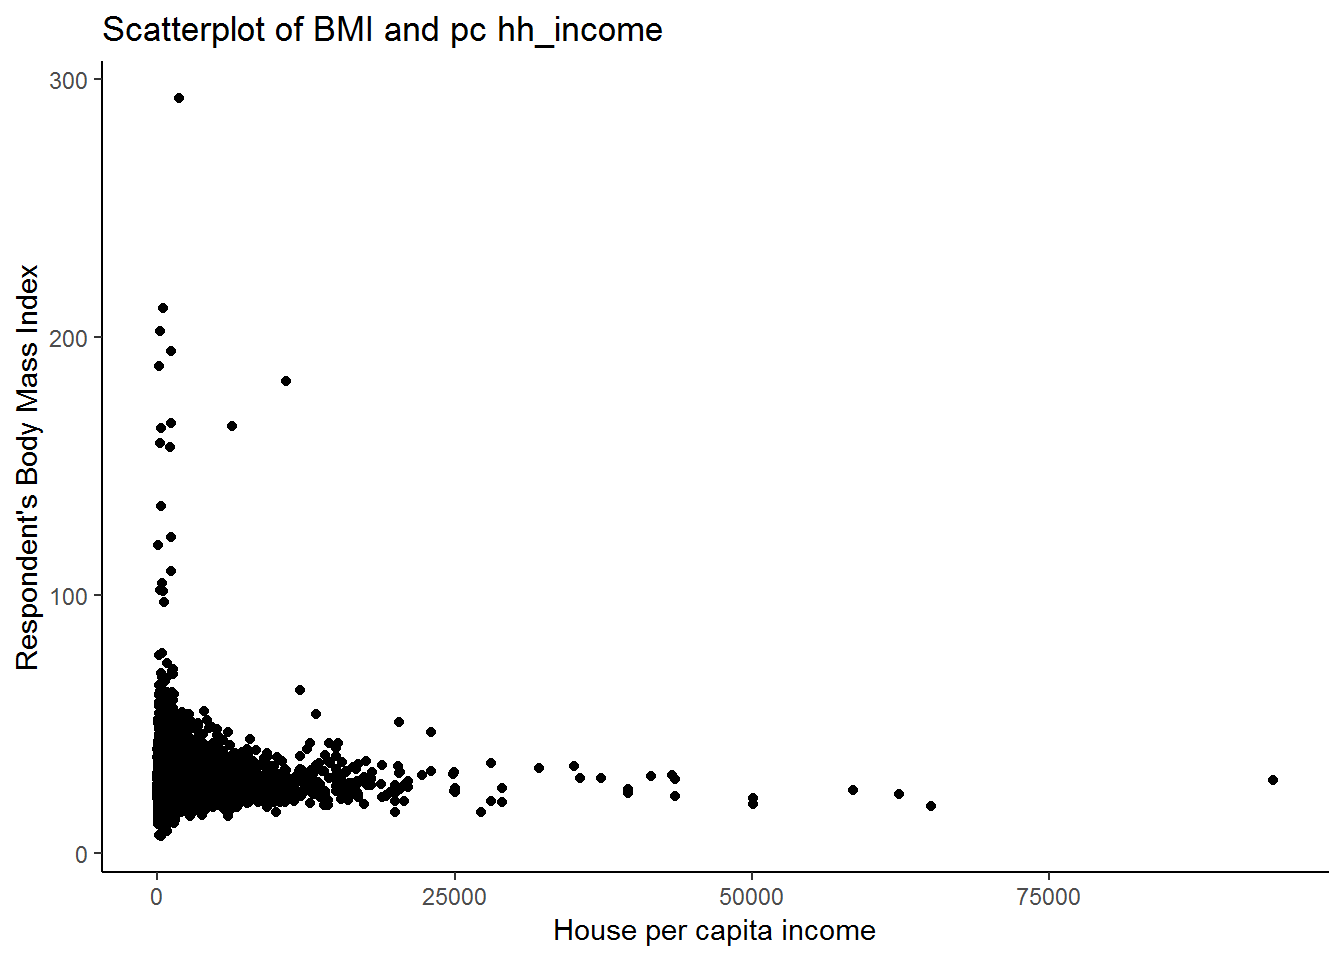 Scatterplot of BMI and pc hh_income
Respondent's Body Mass Index
300
200
100
0
0 25000 50000 75000
House per capita income